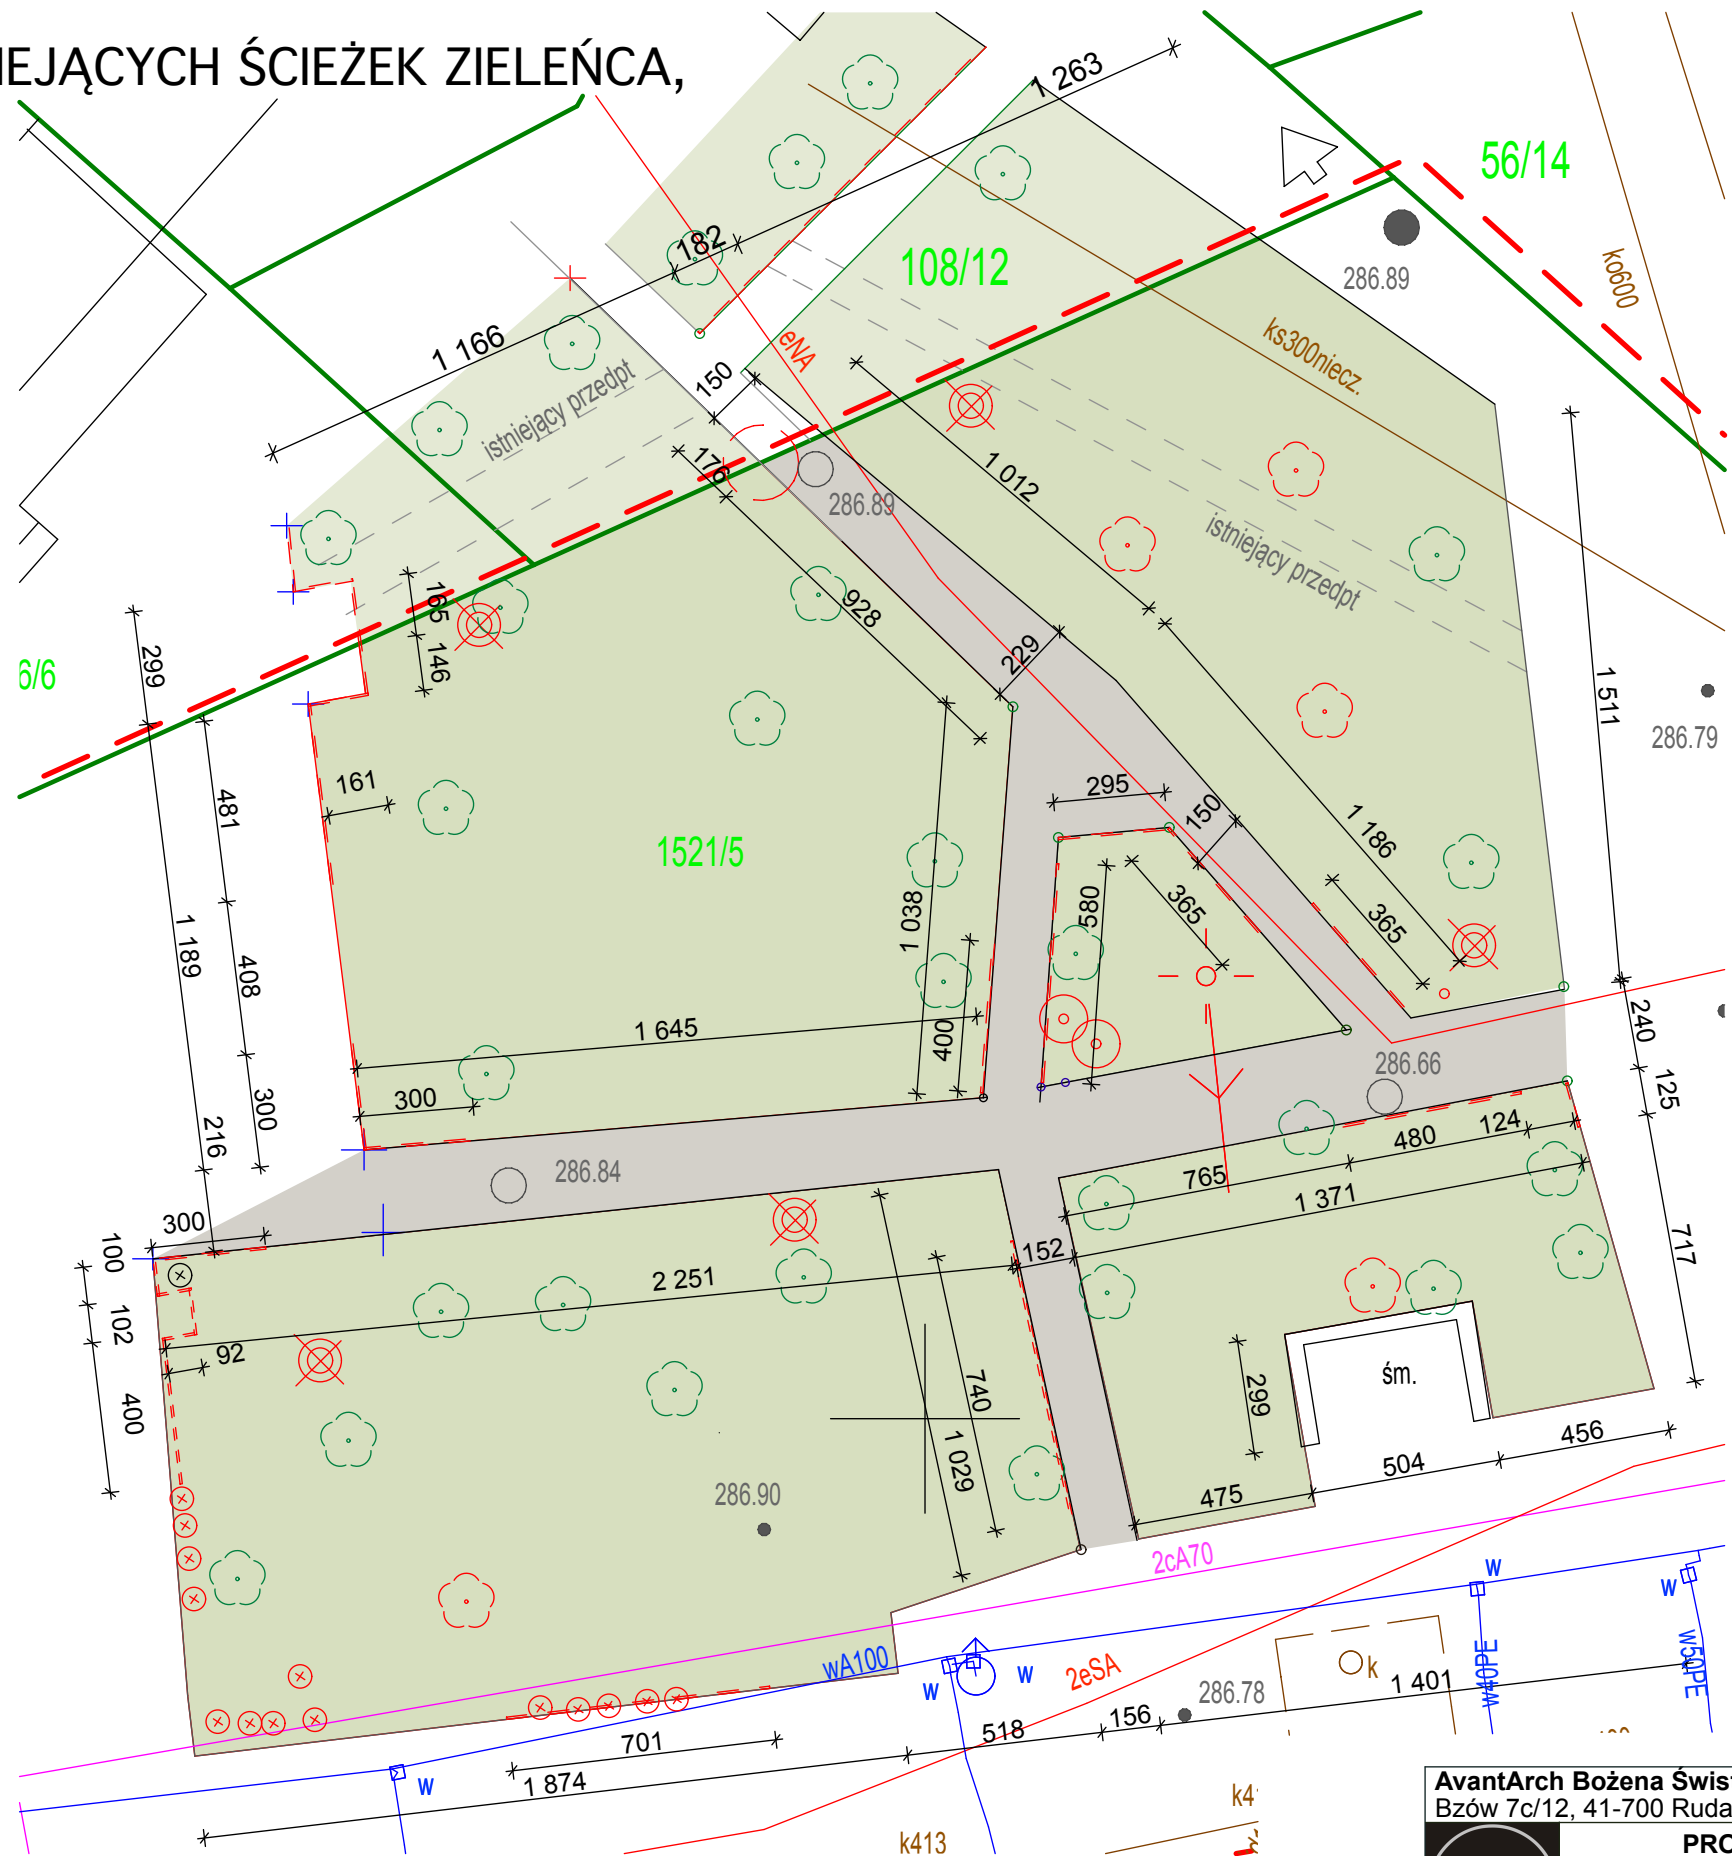 IEJĄCYCH ŚCIEŻEK ZIELEŃCA,
1 263
56/14
182
108/12
286.89
ko600
1 166
eNA
ks300niecz.
istniejący przedpt
150
176
1 012
286.89
istniejący przedpt
165
928
146
229
6/6
299
1 511
286.79
161
295
150
481
1521/5
1 186
1 038
580
365
365
1 189
408
1 645
400
240
300
286.66
125
300
216
286.84
480
124
765
300
1 371
100
152
717
2 251
102
92
740
śm.
299
400
1 029
456
504
286.90
475
2cA70
w
w
wA100
w
w
2eSA
k
w40PE
w50PE
286.78
1 401
156
518
701
1 874
w
k413
AvantArch Bożena Świs
Bzów 7c/12, 41-700 Ruda
PRO